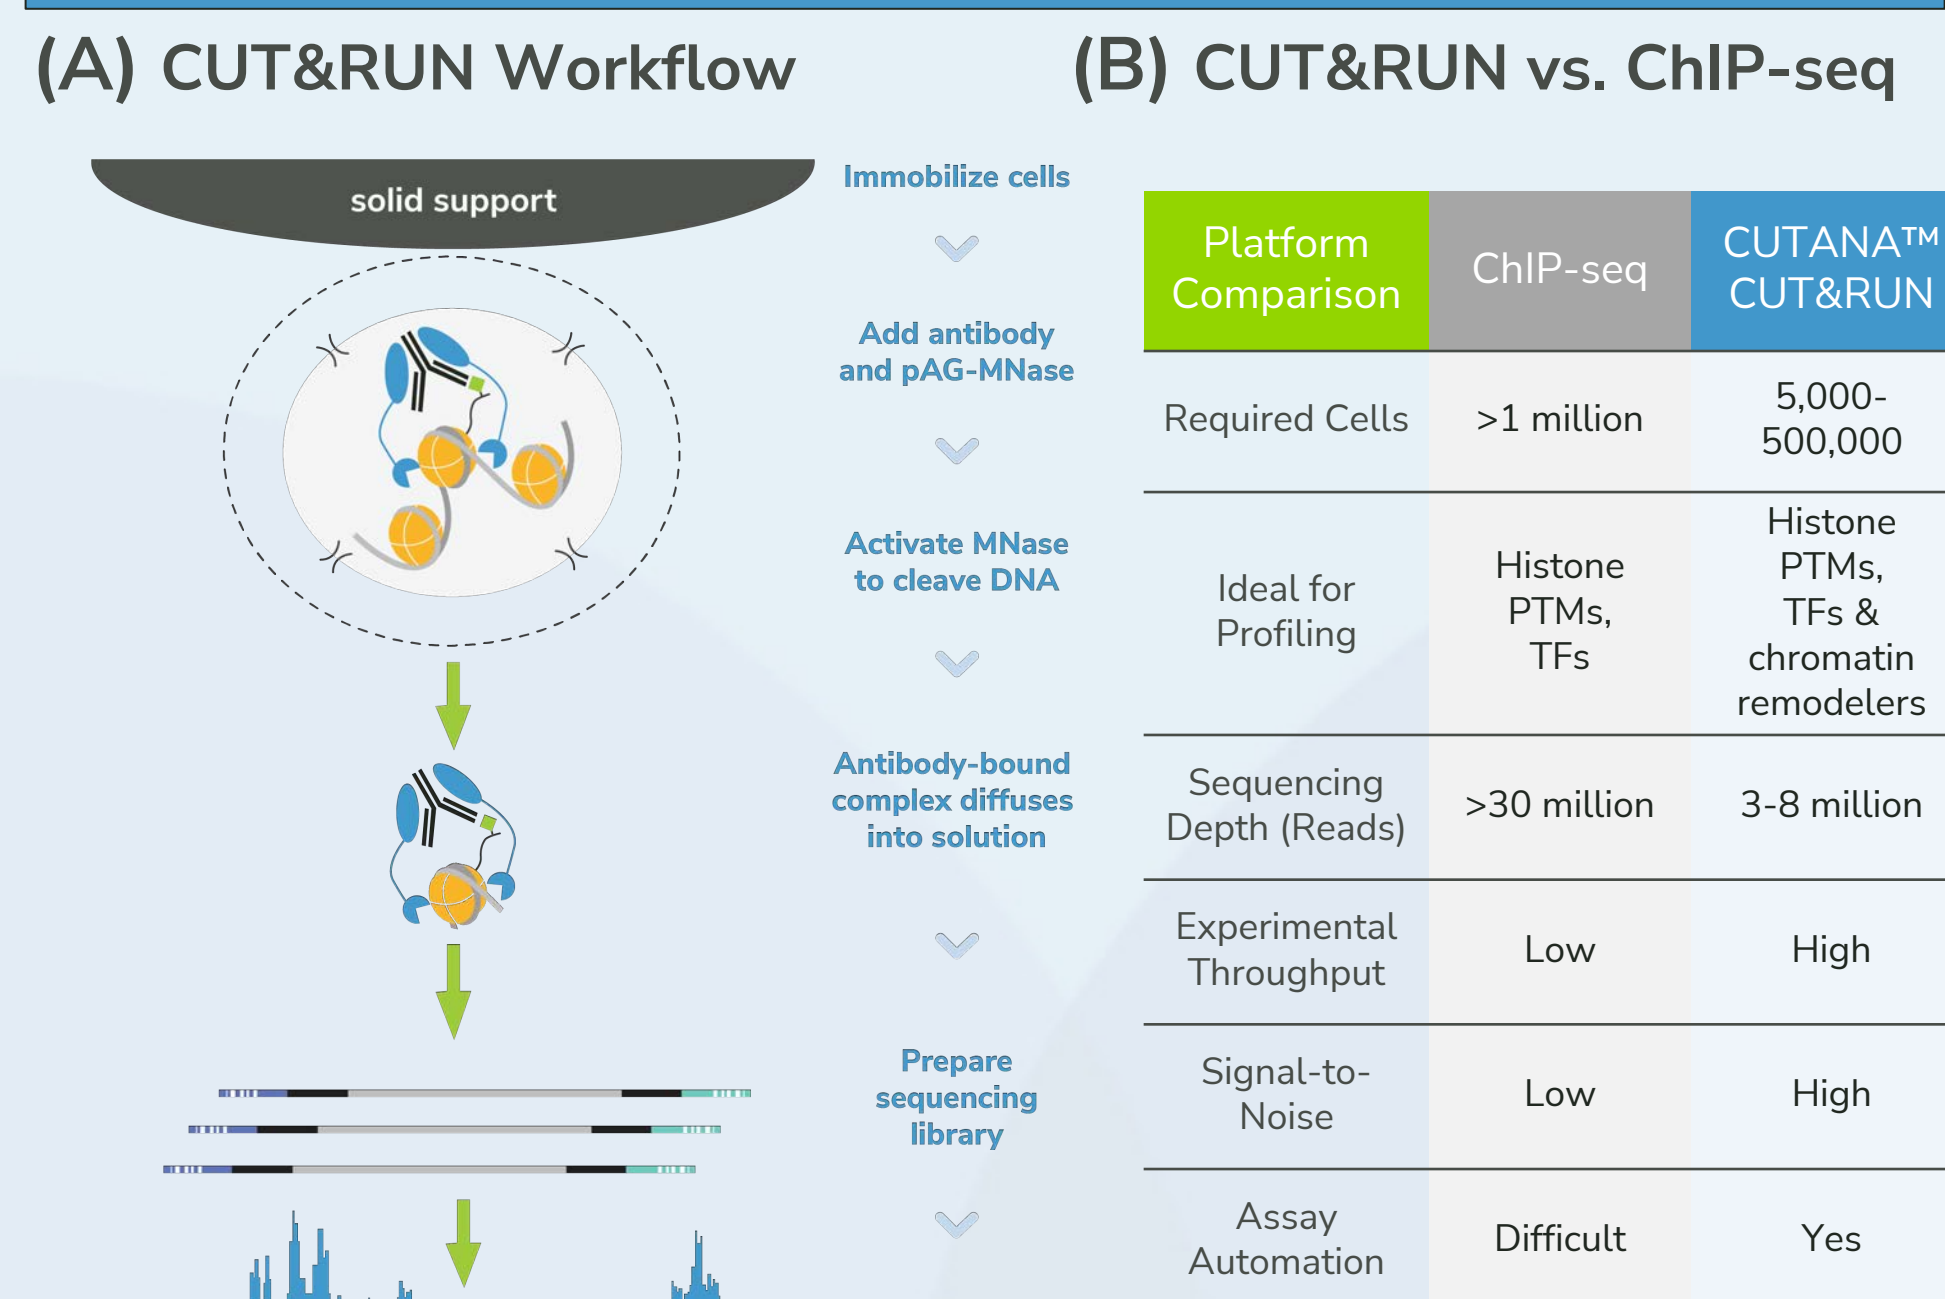 (A) CUT&RUN Workflow
solid support
Immobilize cells
Add antibody
and pAG-MNase
Activate MNase
to cleave DNA
Antibody-bound
complex diffuses
into solution
Prepare
sequencing
library
(B) CUT&RUN vs. ChIP-seq
Platform
Comparison
ChIP-seq
CUTANA™
CUT&RUN
Required Cells
>1 million
5,000-
500,000
Ideal for
Profiling
Histone
PTMs,
TFs
Histone
PTMs,
TFs &
chromatin
remodelers
Sequencing
Depth (Reads)
>30 million
3-8 million
Experimental
Throughput
Low
High
Signal-to-
Noise
Low
High
Assay
Automation
Difficult
Yes